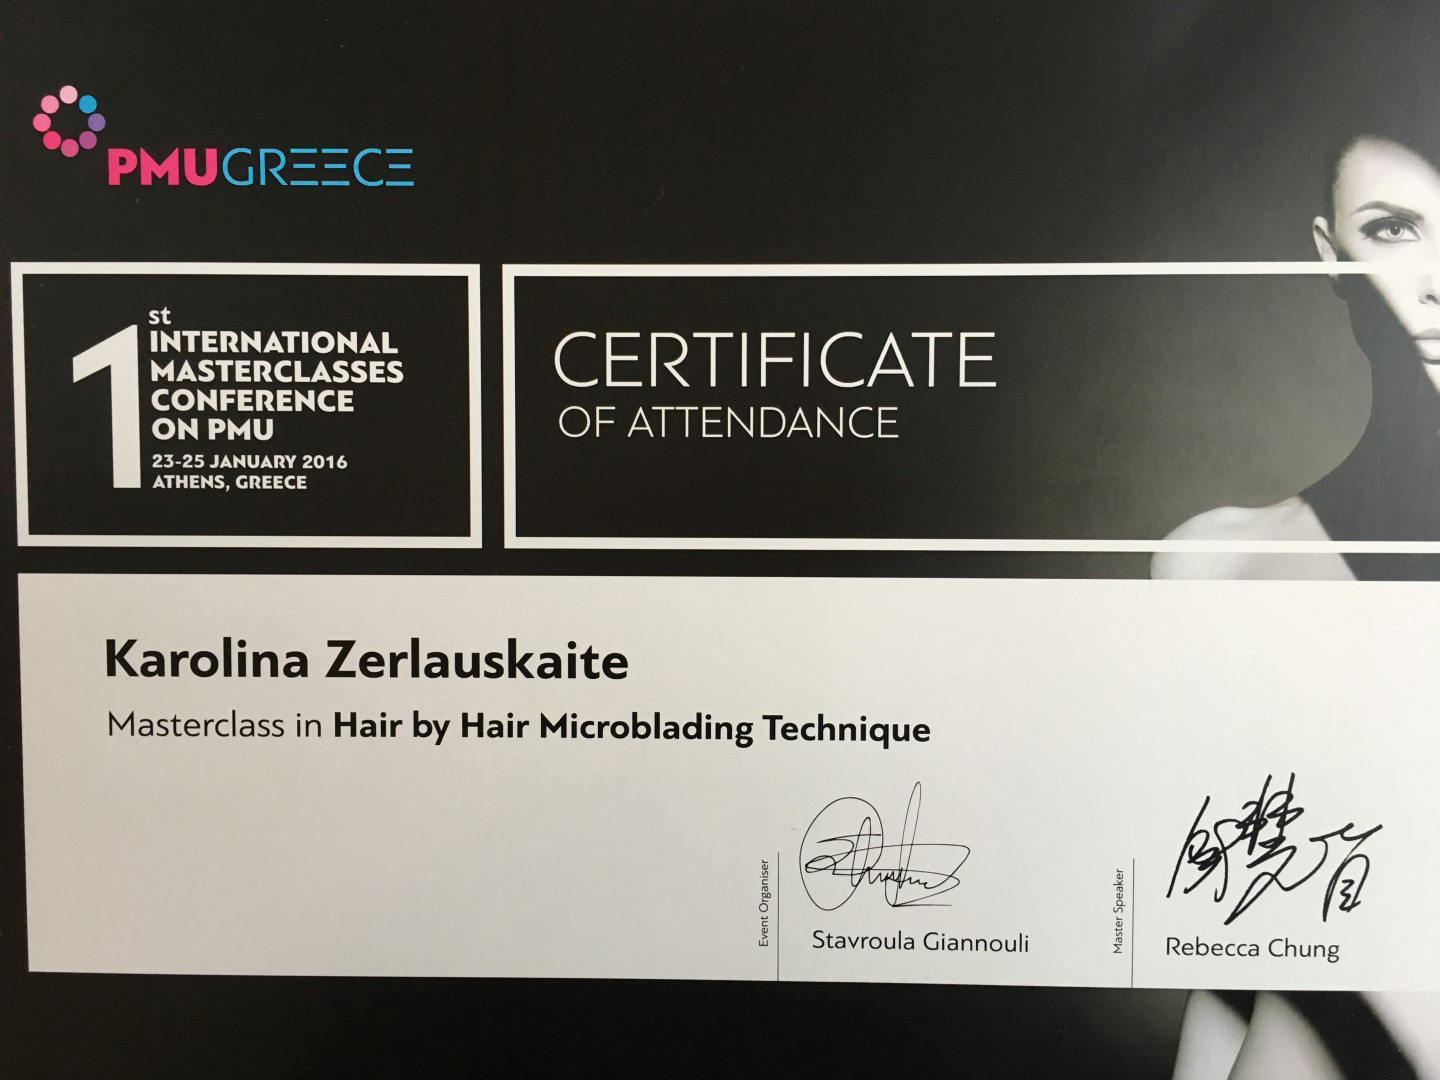 PMUGREECE
1st
INTERNATIONAL
MASTERCLASSES
CONFERENCE
ON PMU
23-25 JANUARY 2016
ATHENS, GREECE
CERTIFICATE
OF ATTENDANCE
Karolina Zerlauskaite
Masterclass in Hair by Hair Microblading Technique
Event Organiser
Stavroula Giannouli
Master Speaker
Rebecca Chung